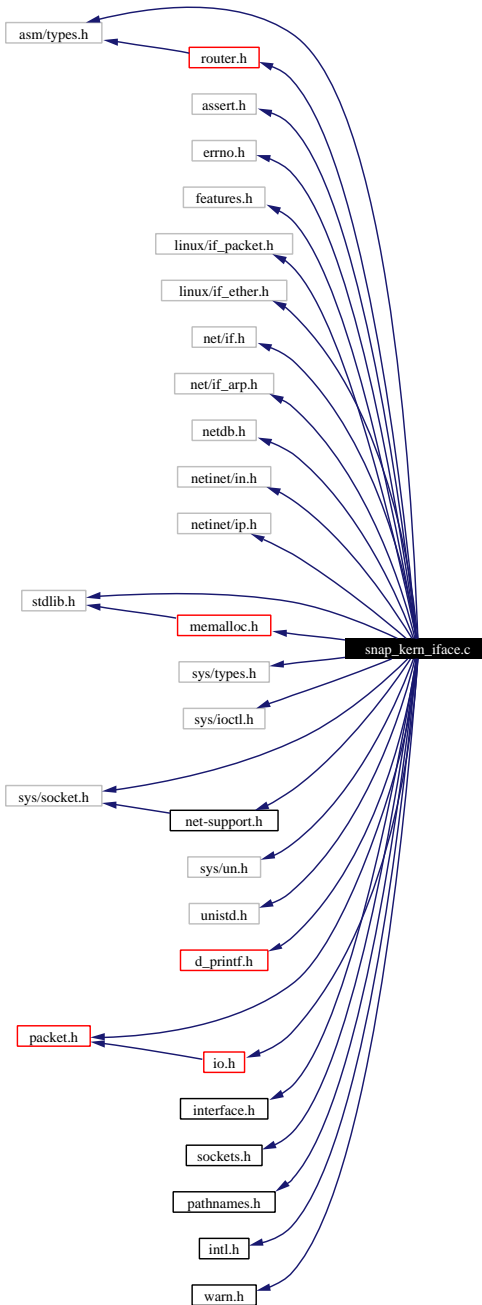 asm/types.h
router.h
assert.h
errno.h
features.h
linux/if_packet.h
linux/if_ether.h
net/if.h
net/if_arp.h
netdb.h
netinet/in.h
netinet/ip.h
stdlib.h
memalloc.h
snap_kern_iface.c
sys/types.h
sys/ioctl.h
sys/socket.h
net-support.h
sys/un.h
unistd.h
d_printf.h
packet.h
io.h
interface.h
sockets.h
pathnames.h
intl.h
warn.h